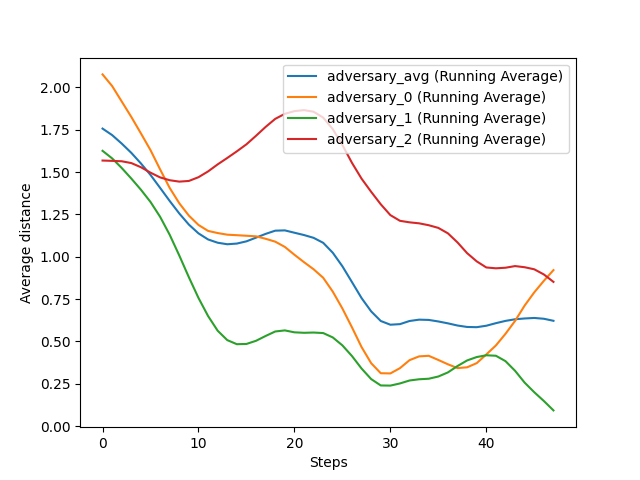 adversary_avg (Running Average)
adversary_0 (Running Average)
adversary_1 (Running Average)
adversary_2 (Running Average)
2.00
1.75
1.50
1.25
1.00
0.75
0.50
0.25
0.00
Average distance
0 10 20 30 40
Steps